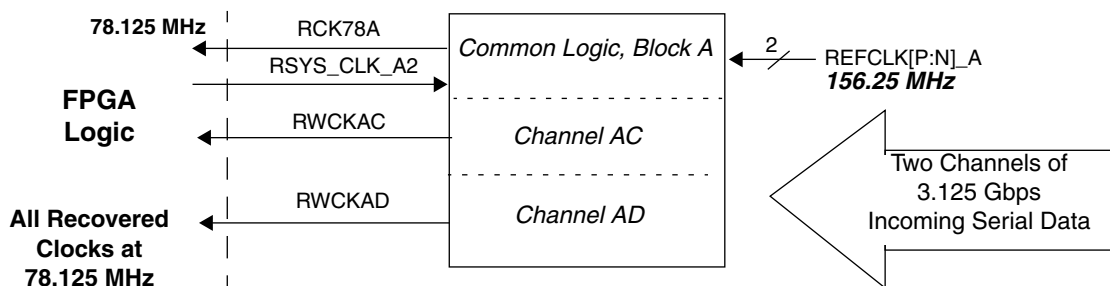 78.125 MHz
RCK78A
RSYS_CLK_A2
FPGA
Logic
RWCKAC
RWCKAD
All Recovered
Clocks at
78.125 MHz
Common Logic, Block A
Channel AC
Channel AD
2
REFCLK[P:N]_A
156.25 MHz
Two Channels of
3.125 Gbps
Incoming Serial Data